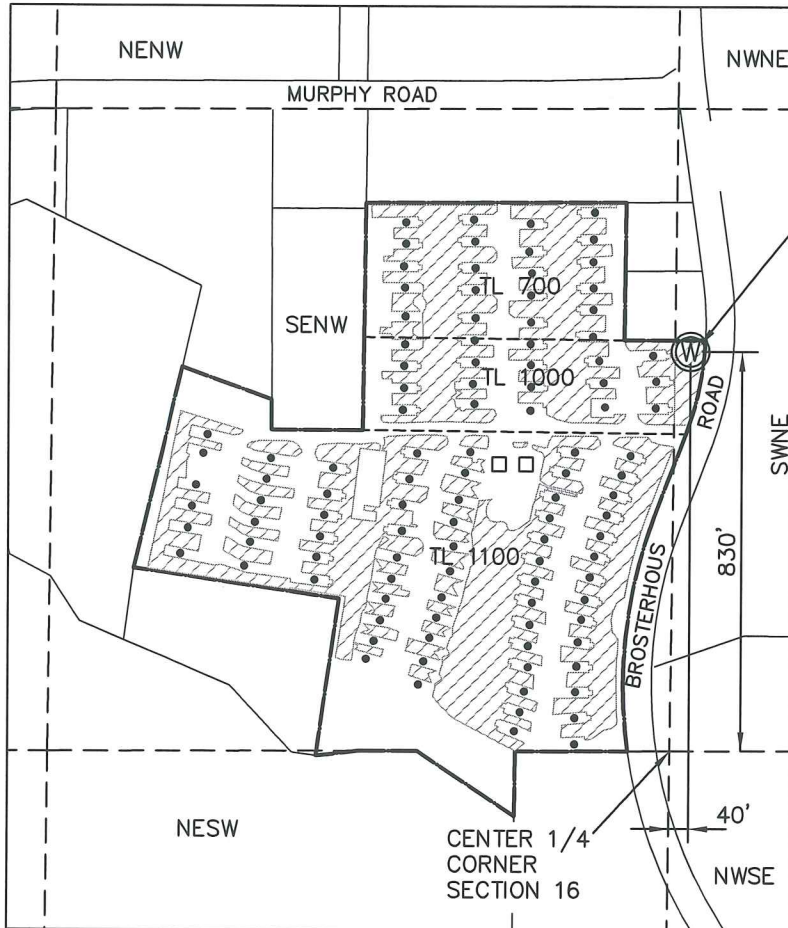 NENW
NWNE
MURPHY ROAD
TL 700
SENW
W
TL 1000
ROAD
SWNE
830'
TL 1100
BROSTERHOUS
NESW
CENTER 1/4
CORNER
SECTION 16
40'
NWSE